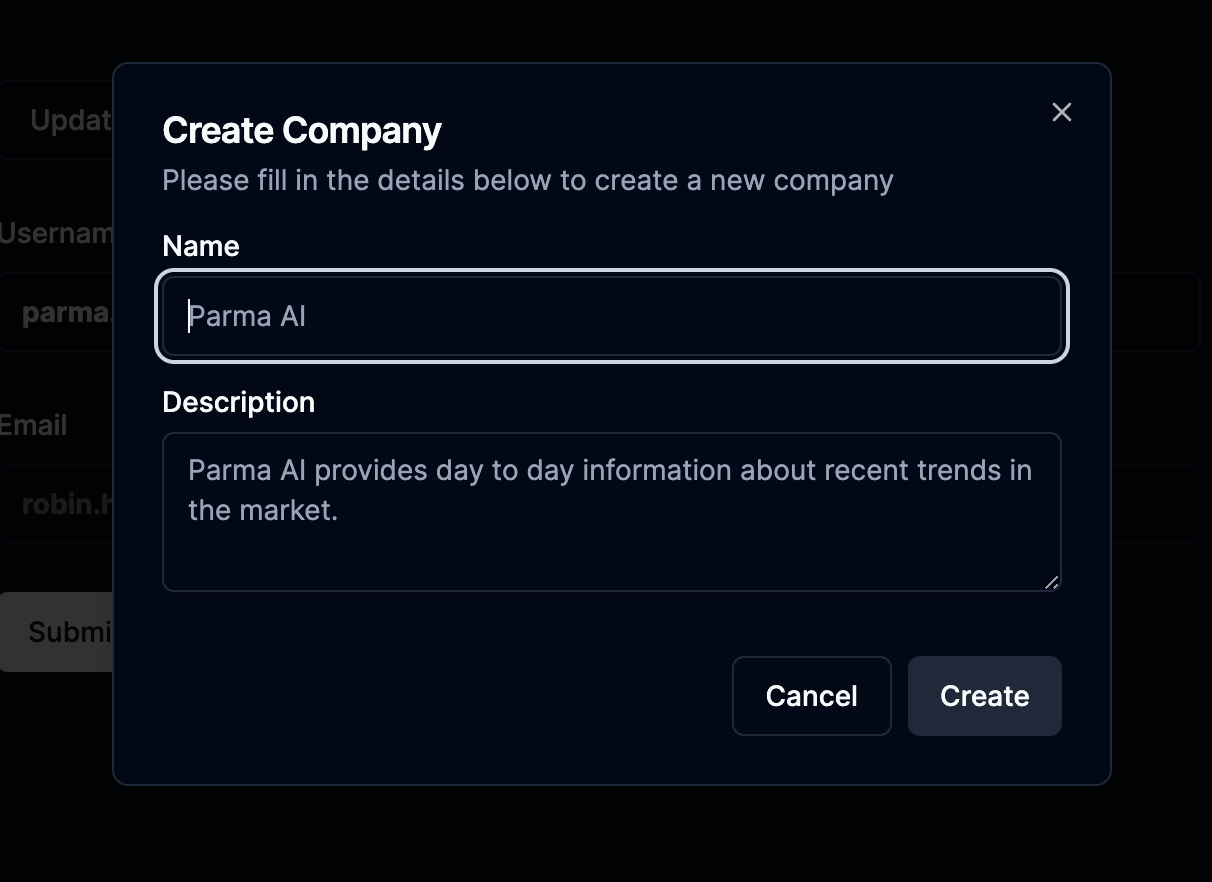 Create Company
Please fill in the details below to create a new company
Name
Parma AI
Description
Parma AI provides day to day information about recent trends in
the market.
Cancel
Create
Updat
Usernam
parma.
Email
robin.h
Submi